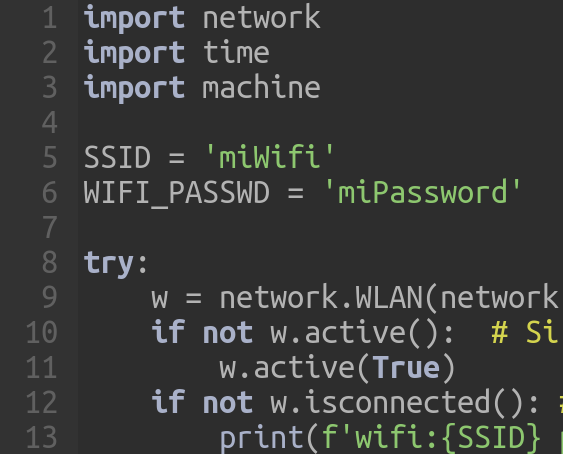 1 import network
2 import time
3 import machine
4
5 SSID = 'miWifi'
6 WIFI_PASSWD = 'miPassword'
7
8 try:
9     w = network.WLAN(network
10     if not w.active():  # Si
11         w.active(True)
12     if not w.isconnected(): #
13         print(f'wifi:{SSID} p